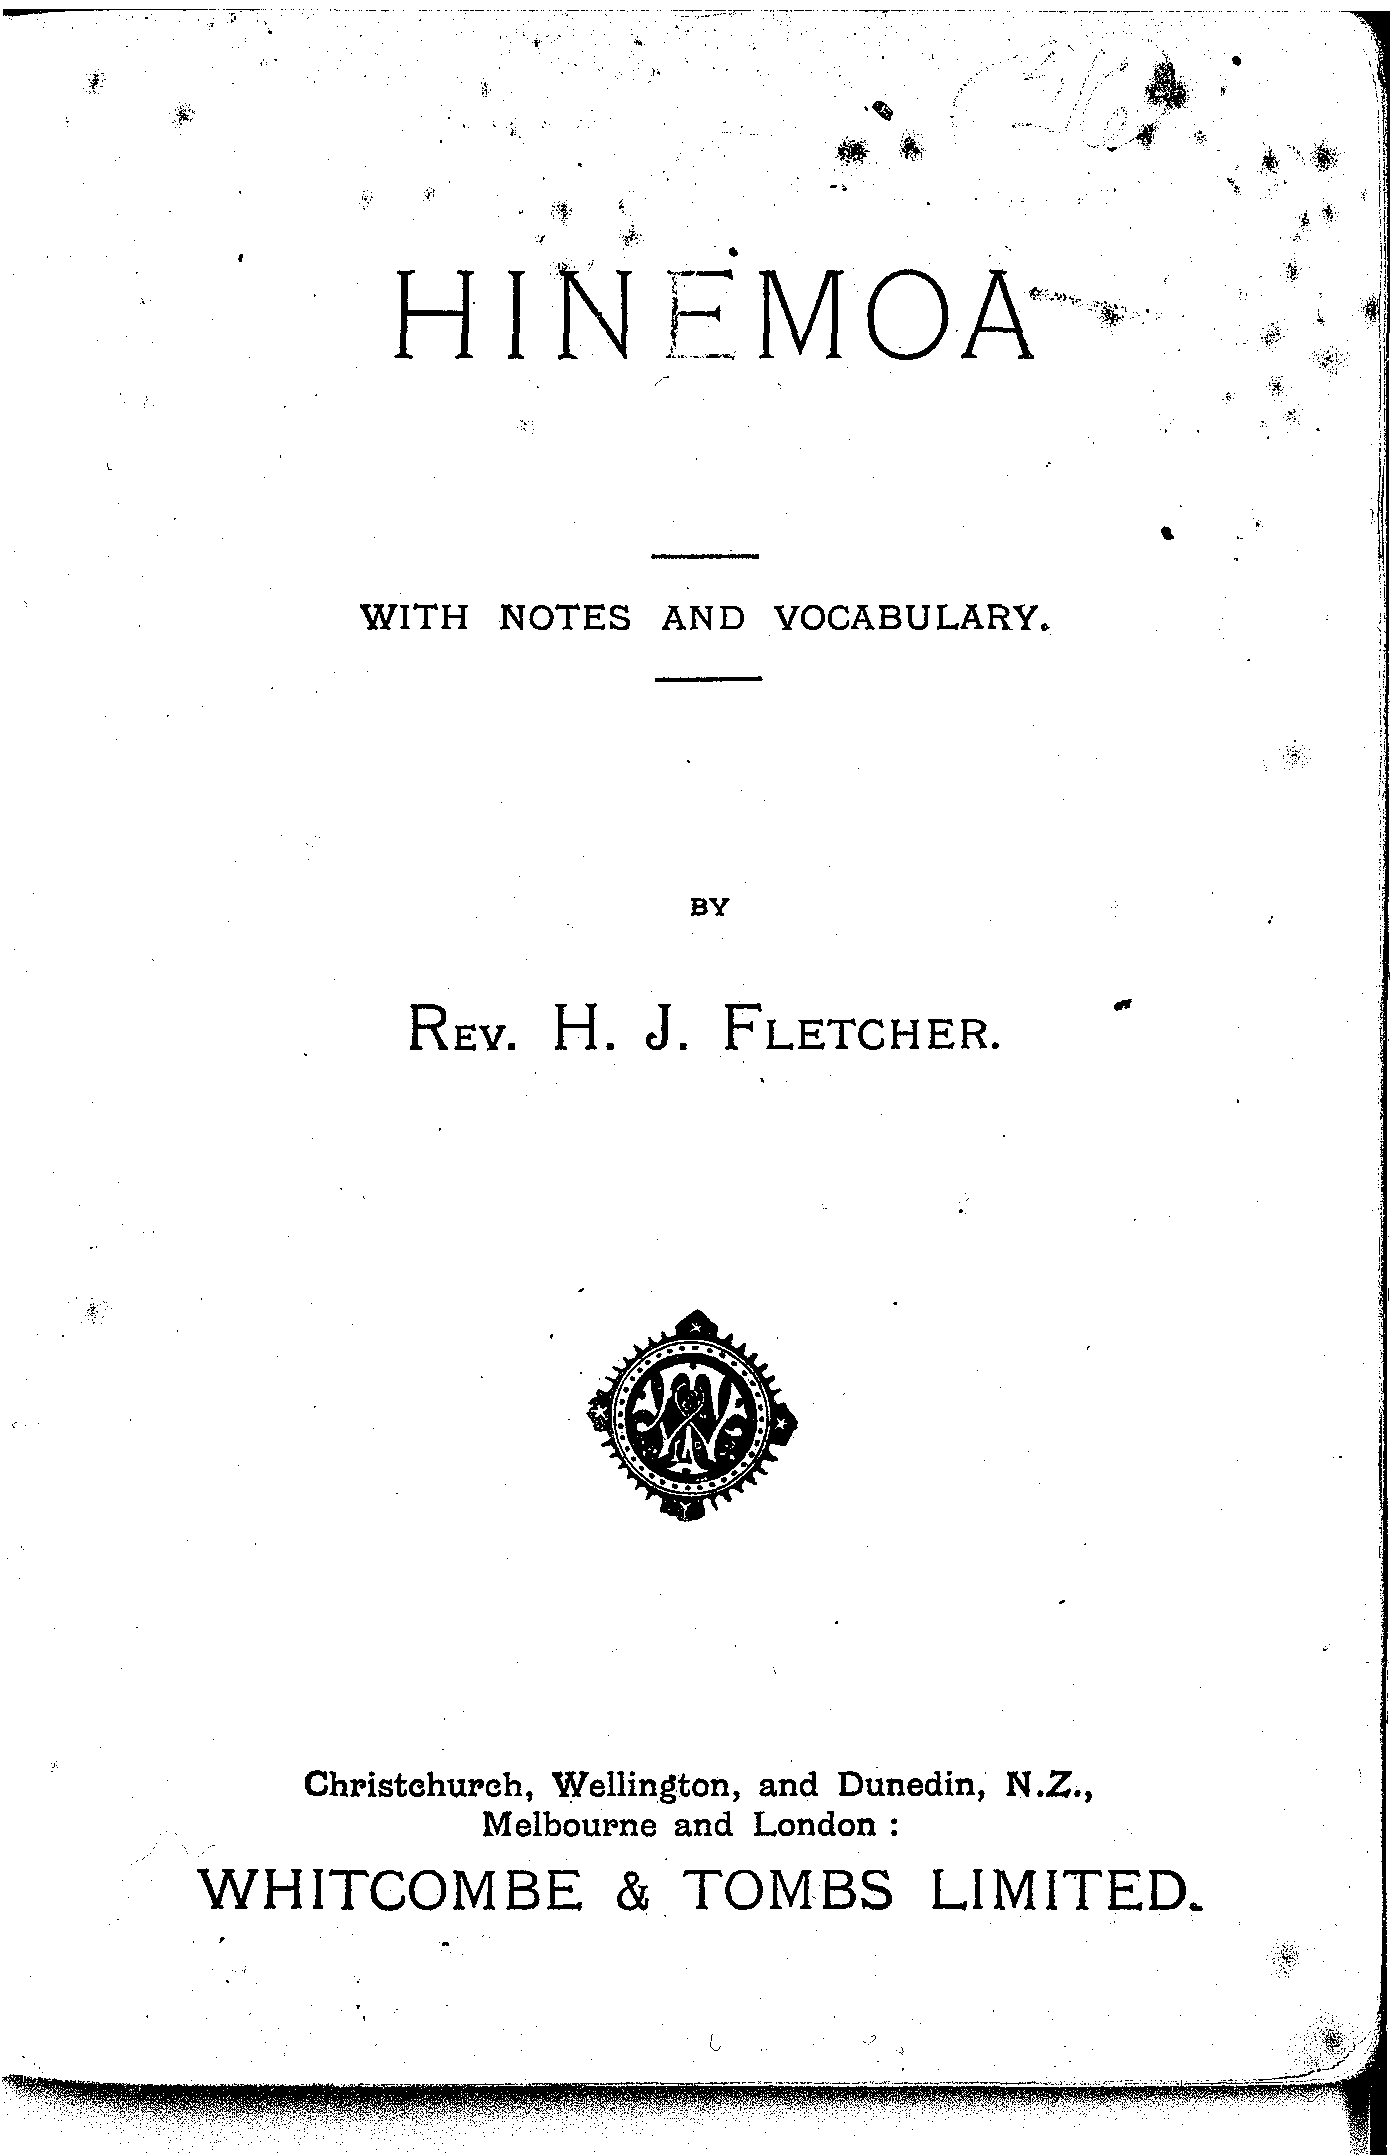 HINEMOA
WITH NOTES AND VOCABULARY.
BY
REV. H. J. FLETCHER.
Christchurch, Wellington, and Dunedin, N.Z.,
Melbourne and London :
WHITCOMBE & TOMBS LIMITED.